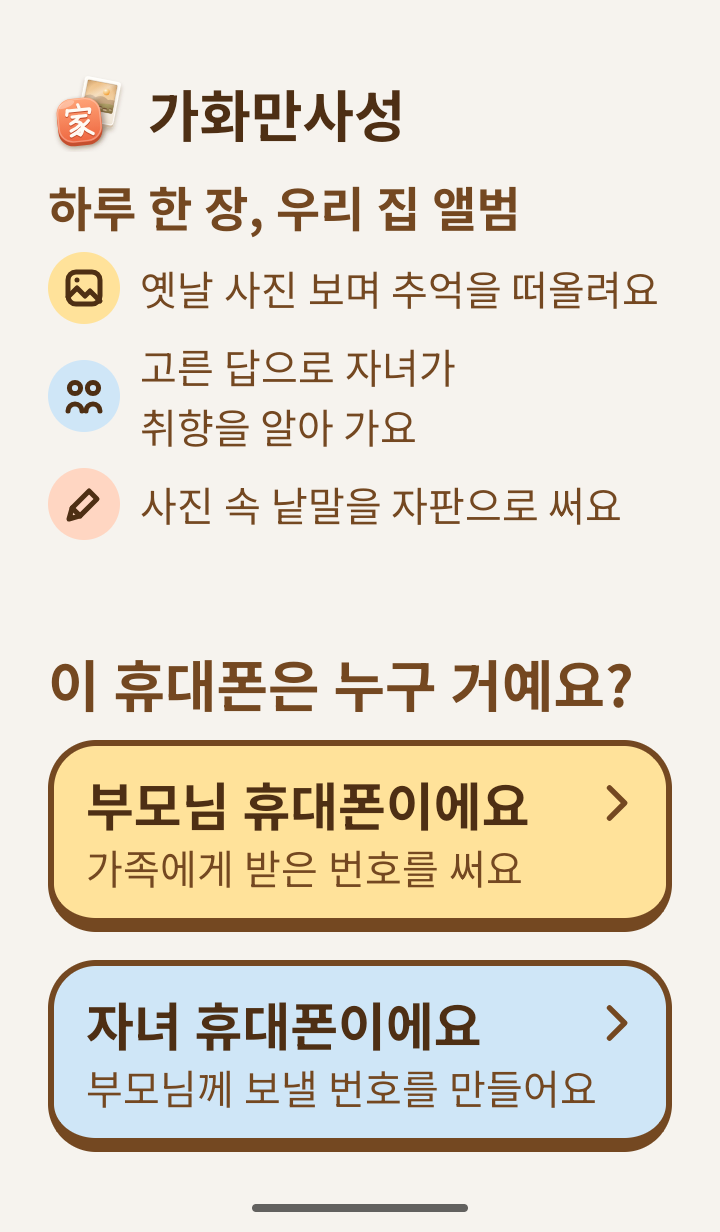 家
가화만사성
하루 한 장, 우리 집 앨범
옛날 사진 보며 추억을 떠올려요
고른 답으로 자녀가
취향을 알아 가요
사진 속 낱말을 자판으로 써요
이 휴대폰은 누구 거예요?
부모님 휴대폰이에요
가족에게 받은 번호를 써요
자녀 휴대폰이에요
부모님께 보낼 번호를 만들어요